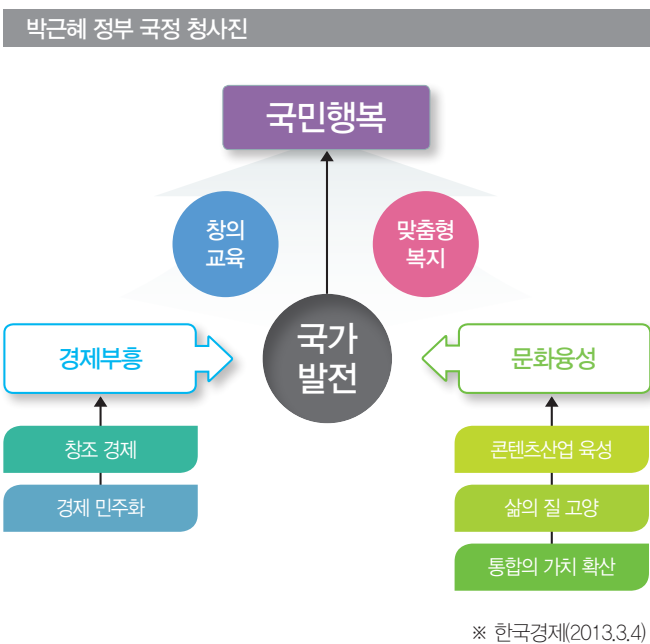 박근혜 정부 국정 청사진
국민행복
창의
교육
맞춤형
복지
경제부흥
국가
발전
문화융성
창조 경제
경제 민주화
콘텐츠산업 육성
삶의 질 고양
통합의 가치 확산
※ 한국경제(2013.3.4)